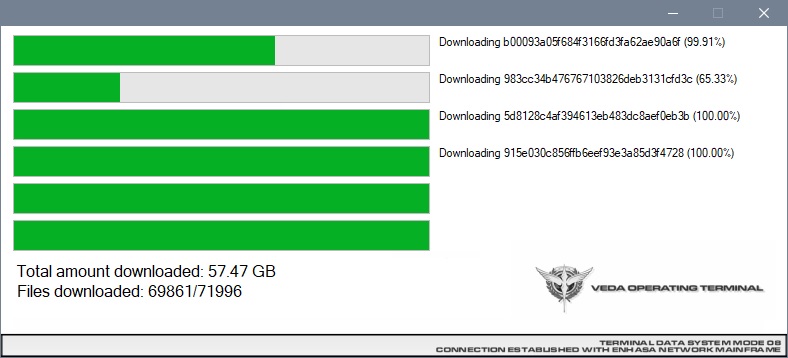 Downloading b00093a05f684f3166fd3fa62ae90a6f (99.91%)
Downloading 983cc34b476767103826deb3131cfd3c (65.33%)
Downloading 5d8128c4af394613eb483dc8aef0eb3b (100.00%)
Downloading 915e030c856ffb6eef93e3a85d3f4728 (100.00%)
Total amount downloaded: 57.47 GB
Files downloaded: 69861/71996
VEDA OPERATING TERMINAL
TERMINAL DATA SYSTEM MODE 08
CONNECTION ESTABLISHED WITH ENHASA NETWORK MAINFRAME